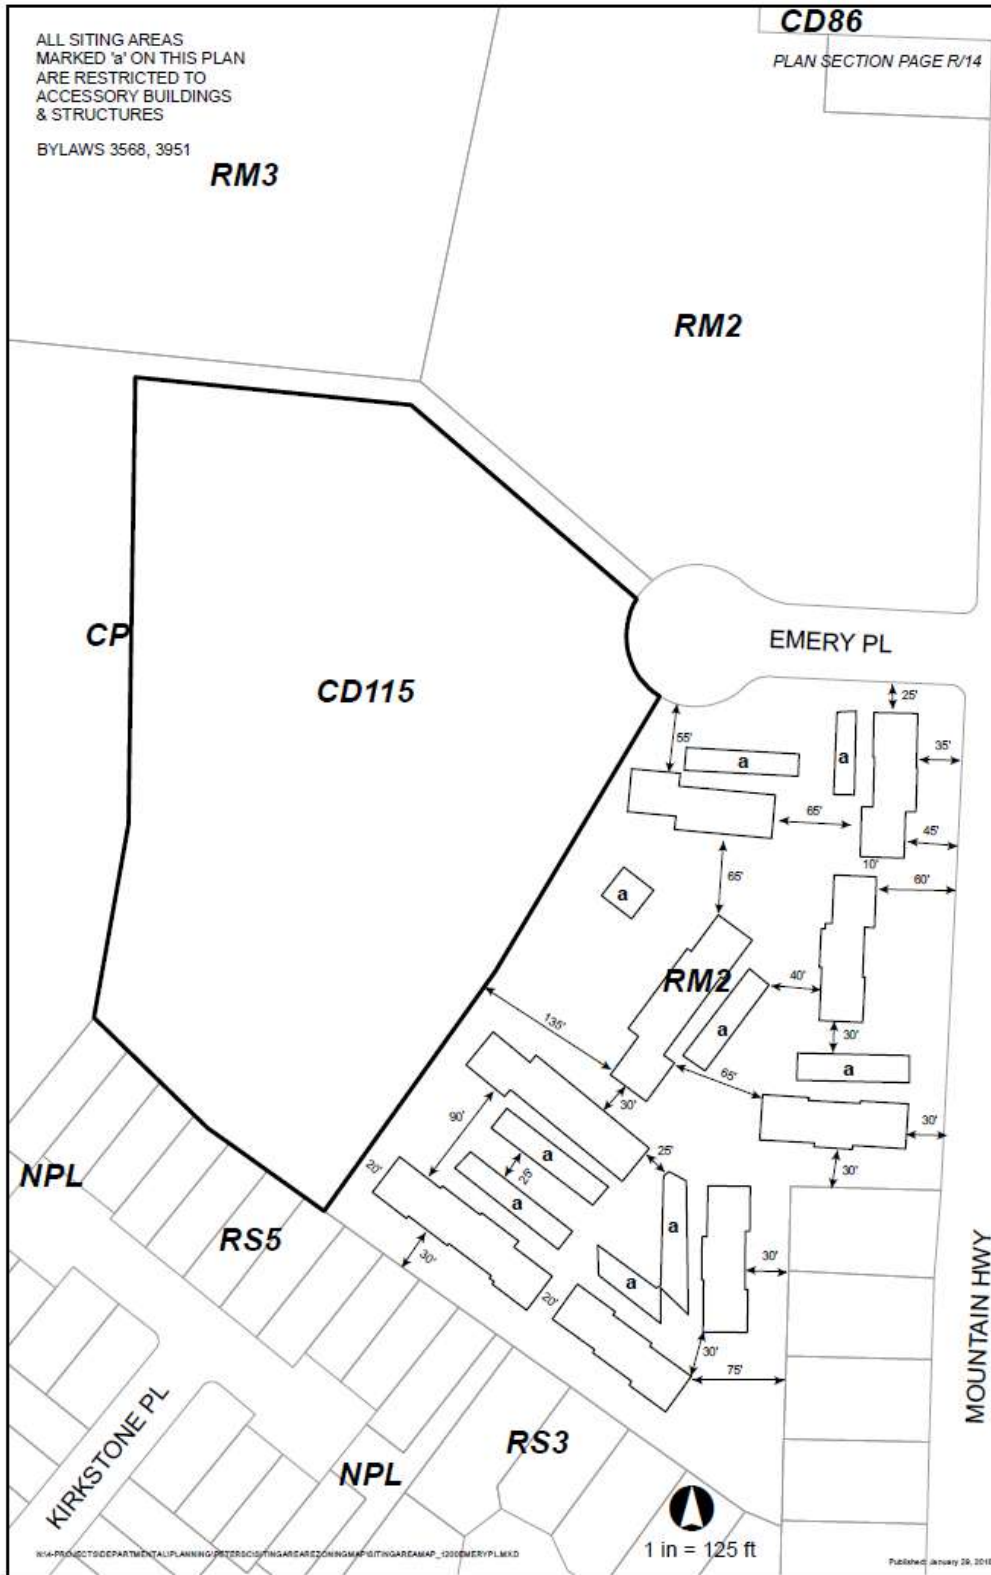 ALL SITING AREAS
MARKED 'a' ON THIS PLAN
ARE RESTRICTED TO
ACCESSORY BUILDINGS
& STRUCTURES
BYLAWS 3568, 3951
CD86
PLAN SECTION PAGE R/14
RM3
RM2
CP
CD115
EMERY PL
25'
55'
a
a
35'
65'
45'
10'
60'
65'
a
RM2
40'
135'
a
30'
a
65'
30'
90'
a
25'
25'
30'
30'
20'
a
a
NPL
RS5
30'
a
30'
20'
30'
75'
MOUNTAIN HWY
KIRKSTONE PL
RS3
NPL
1 in = 125 ft